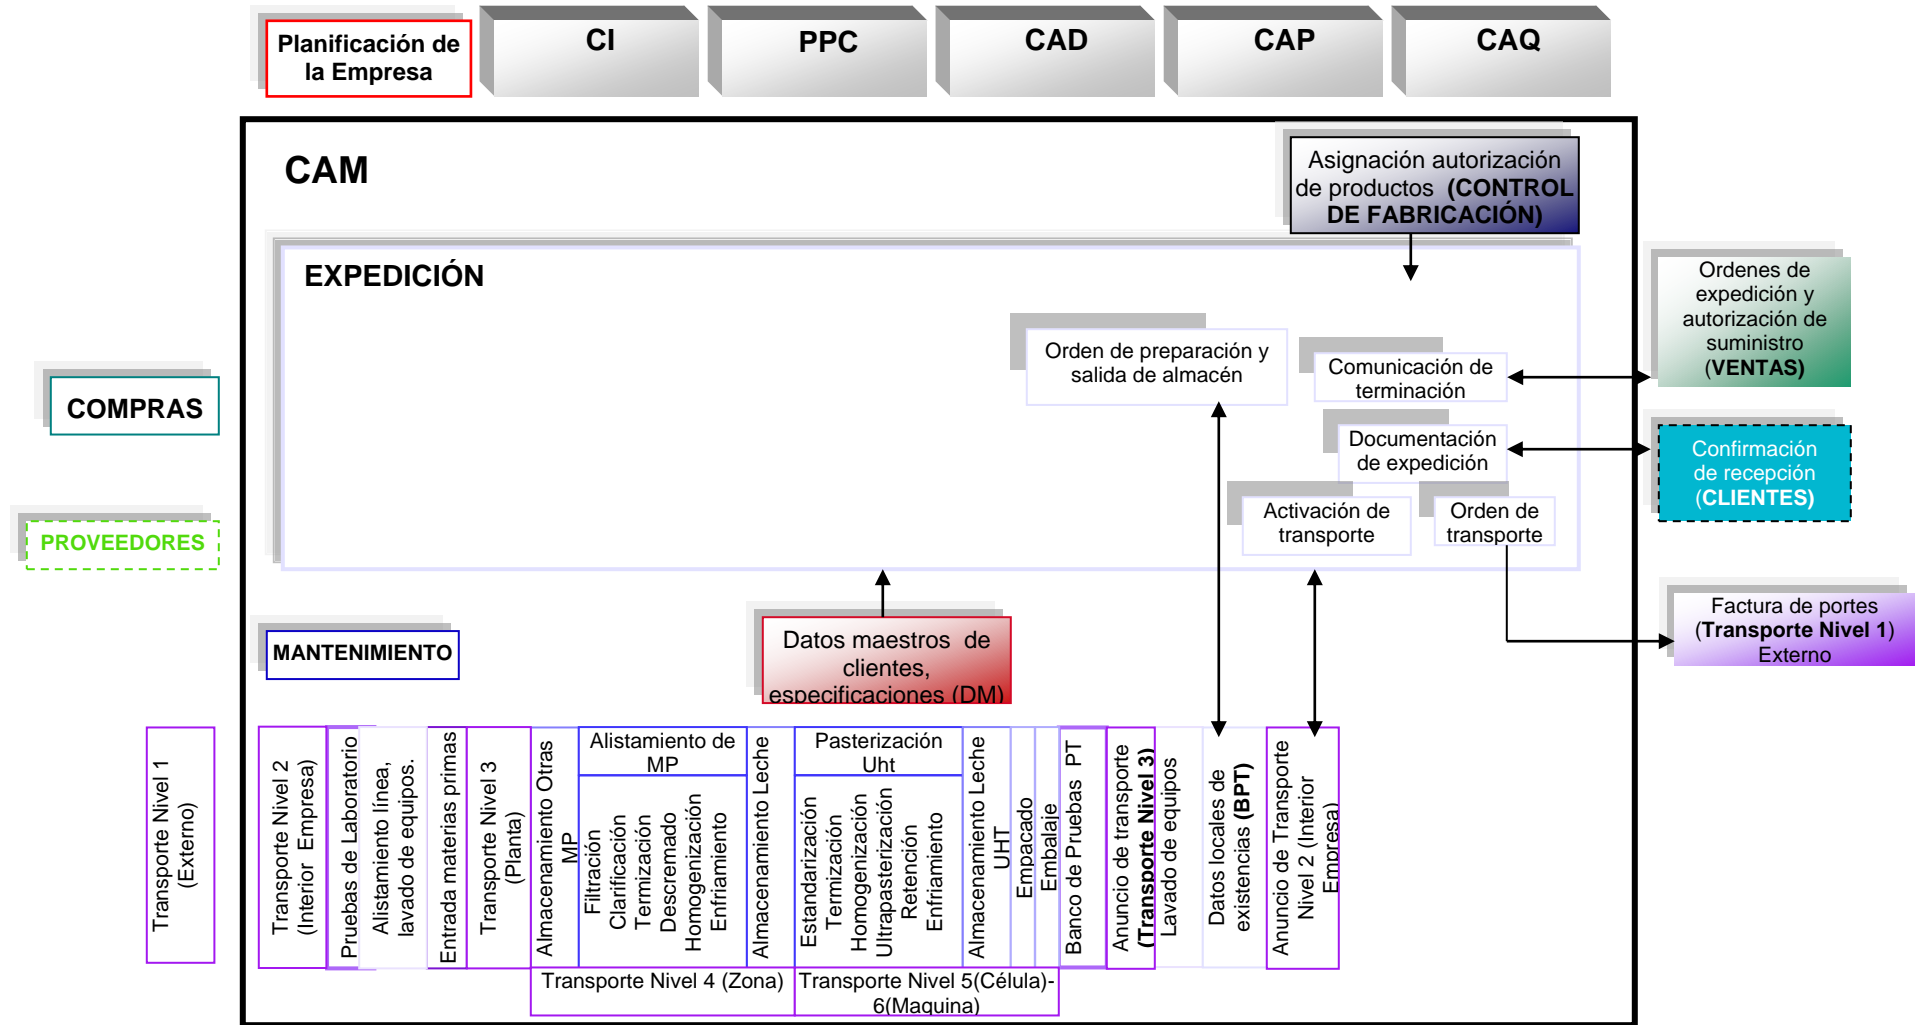 Planificación de
la Empresa
CI
PPC
CAD
CAP
CAQ
CAM
Asignación autorización
de productos (CONTROL
DE FABRICACIÓN)
EXPEDICIÓN
Ordenes de
expedición y
autorización de
suministro
(VENTAS)
Orden de preparación y
salida de almacén
Comunicación de
terminación
COMPRAS
Documentación
de expedición
Confirmación
de recepción
(CLIENTES)
Activación de
transporte
Orden de
transporte
PROVEEDORES
Factura de portes
(Transporte Nivel 1)
Externo
MANTENIMIENTO
Datos maestros de
clientes,
especificaciones (DM)
Transporte Nivel 1
(Externo)
Transporte Nivel 2
(Interior Empresa)
Pruebas de Laboratorio
Alistamiento línea,
lavado de equipos.
Entrada materias primas
Transporte Nivel 3
(Planta)
Almacenamiento Otras
MP
Alistamiento de
MP
Filtración
Clarificación
Termización
Descremado
Homogenización
Enfriamiento
Almacenamiento Leche
Pasterización
Uht
Estandarización
Termización
Homogenización
Ultrapasterización
Retención
Enfriamiento
Almacenamiento Leche
UHT
Empacado
Embalaje
Banco de Pruebas PT
Anuncio de transporte
(Transporte Nivel 3)
Lavado de equipos
Datos locales de
existencias (BPT)
Anuncio de Transporte
Nivel 2 (Interior
Empresa)
Transporte Nivel 4 (Zona)
Transporte Nivel 5(Célula)-
6(Maquina)